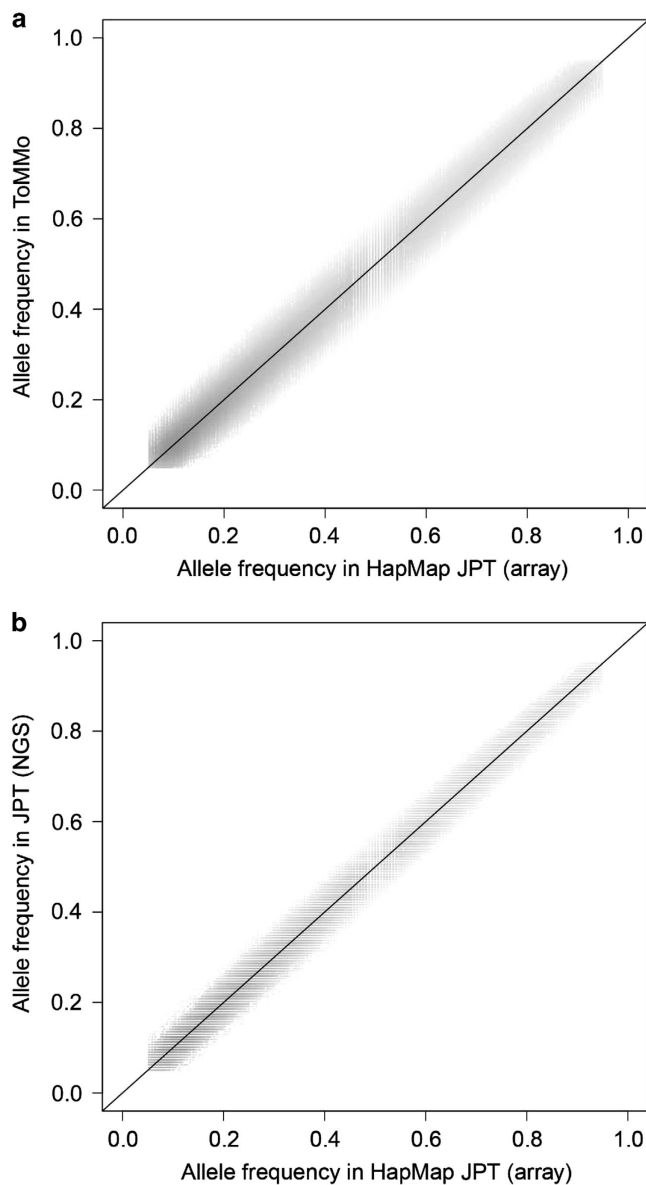 a
1.0
0.8
0.6
0.4
0.2
0.0
Allele frequency in ToMMo
0.0 0.2 0.4 0.6 0.8 1.0
Allele frequency in HapMap JPT (array)
b
1.0
0.8
0.6
0.4
0.2
0.0
Allele frequency in JPT (NGS)
0.0 0.2 0.4 0.6 0.8 1.0
Allele frequency in HapMap JPT (array)